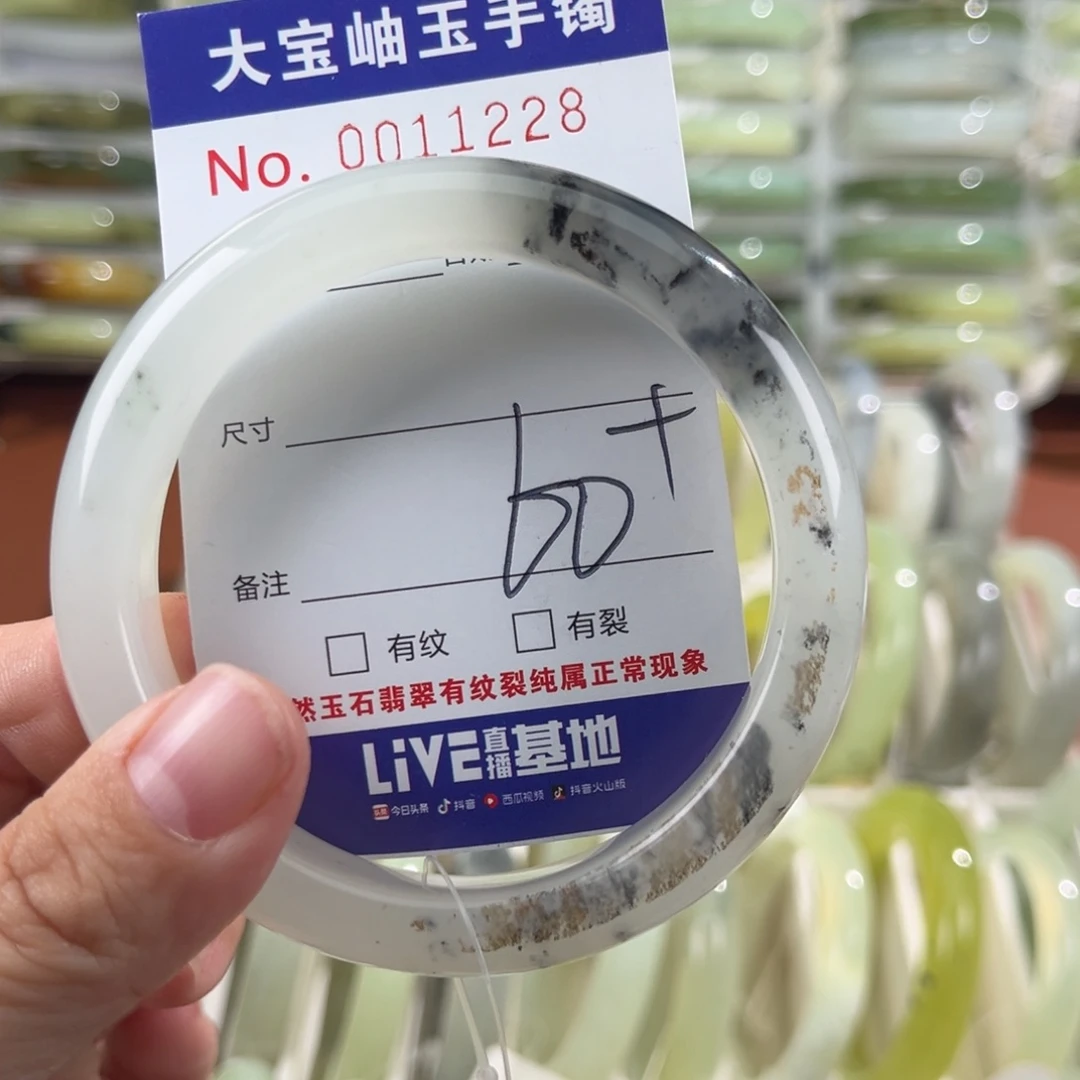 大宝岫玉手镯
No. 0011228
尺寸
60+
备注
□ 有纹 □ 有裂
然玉石翡翠有纹裂纯属正常现象
LiVE直播基地
头条 今日头条 抖音 西瓜视频 抖音火山版